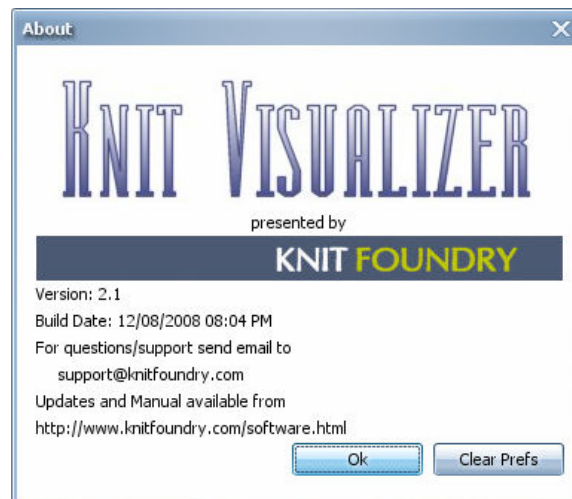 About
KNIT VISUALIZER
presented by
KNIT FOUNDRY
Version: 2.1
Build Date: 12/08/2008 08:04 PM
For questions/support send email to
support@knitfoundry.com
Updates and Manual available from
http://www.knitfoundry.com/software.html
Ok Clear Prefs